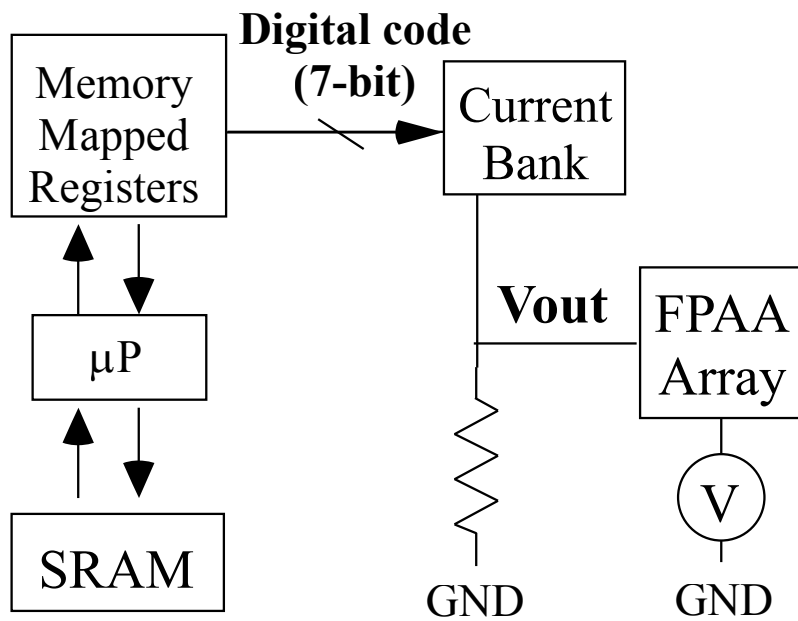 Digital code
(7-bit)
Memory
Mapped
Registers
Current
Bank
Vout
FPAA
Array
μP
V
SRAM
GND
GND